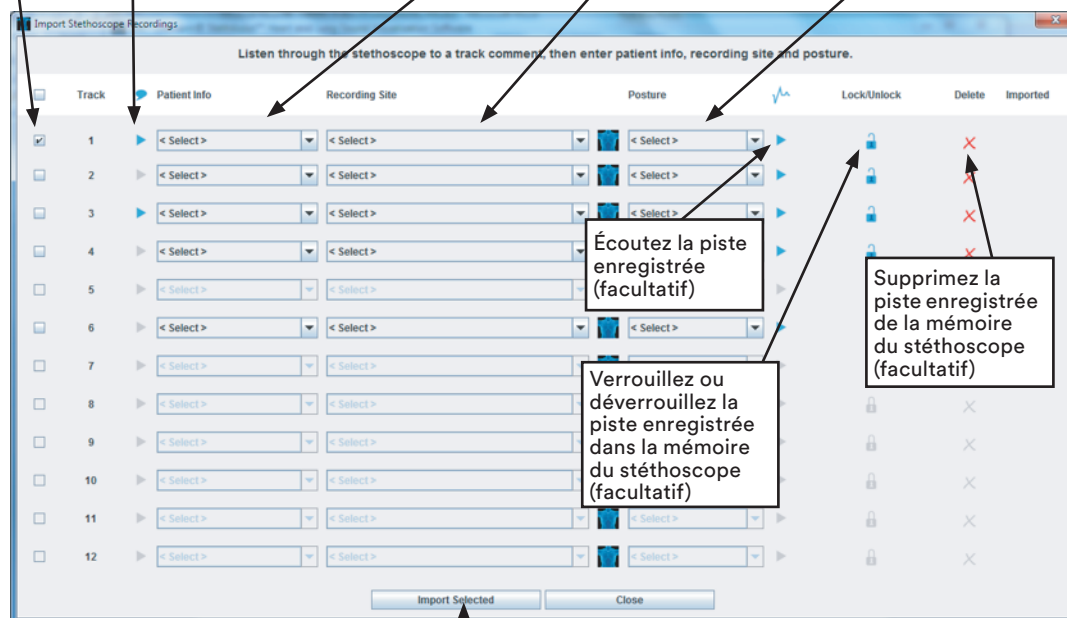 Import Stethoscope Recordings
Listen through the stethoscope to a track comment, then enter patient info, recording site and posture.
Track Patient Info Recording Site Posture Lock/Unlock Delete Imported
1 < Select > < Select > < Select >
2 < Select > < Select > < Select >
3 < Select > < Select > < Select >
4 < Select > < Select >
5 < Select > < Select >
6 < Select > < Select > < Select >
7 < Select > < Select >
8 < Select > < Select >
9 < Select > < Select >
10 < Select > < Select >
11 < Select > < Select > < Select >
12 < Select > < Select > < Select >
Écoutez la piste
enregistrée
(facultatif)
Supprimez la
piste enregistrée
de la mémoire
du stéthoscope
(facultatif)
Verrouillez ou
déverrouillez la
piste enregistrée
dans la mémoire
du stéthoscope
(facultatif)
Import Selected Close